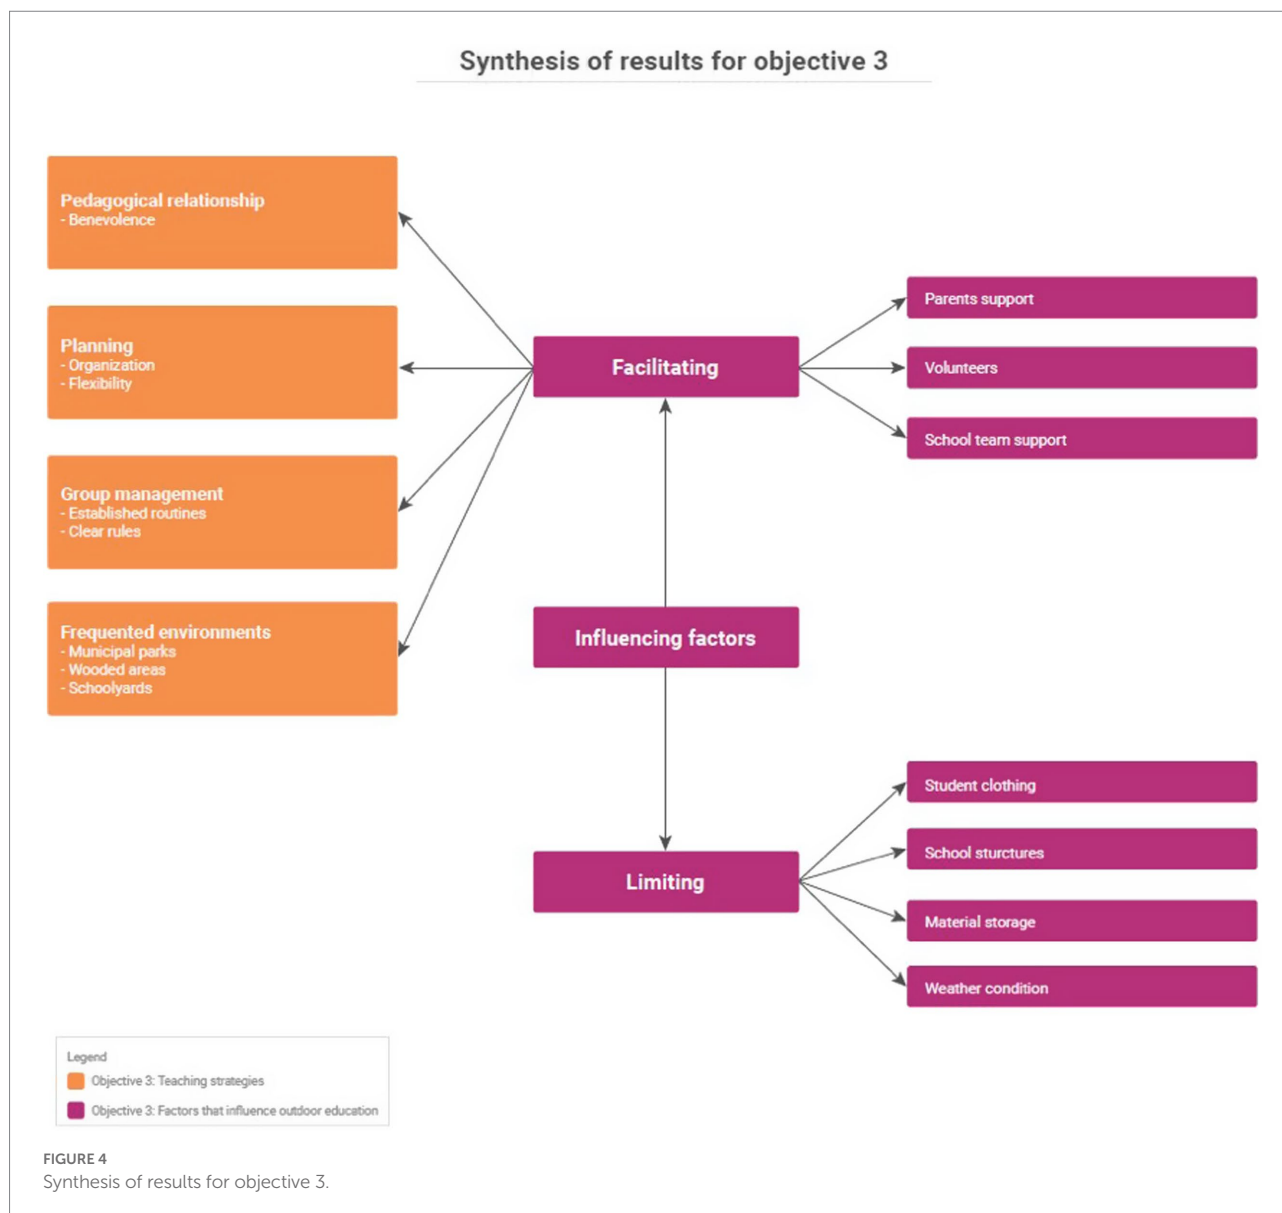 Synthesis of results for objective 3
Pedagogical relationship
- Benevolence
Planning
- Organization
- Flexibility
Group management
- Established routines
- Clear rules
Frequented environments
- Municipal parks
- Wooded areas
- Schoolyards
Facilitating
Influencing factors
Limiting
Parents support
Volunteers
School team support
Student clothing
School sturctures
Material storage
Weather condition
Legend
Objective 3: Teaching strategies
Objective 3: Factors that influence outdoor education
FIGURE 4
Synthesis of results for objective 3.